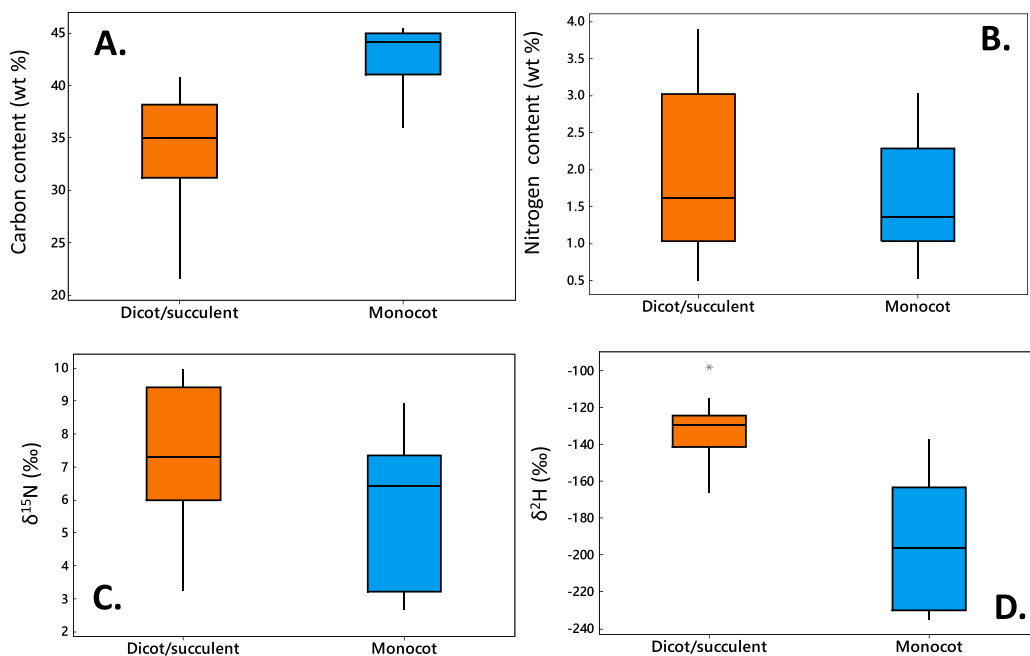 A.
Carbon content (wt %)
45
40
35
30
25
20
Dicot/succulent
Monocot
B.
Nitrogen content (wt %)
4.0
3.5
3.0
2.5
2.0
1.5
1.0
0.5
Dicot/succulent
Monocot
C.
δ¹⁵N (‰)
10
9
8
7
6
5
4
3
2
Dicot/succulent
Monocot
D.
δ²H (‰)
-100
-120
-140
-160
-180
-200
-220
-240
*
Dicot/succulent
Monocot